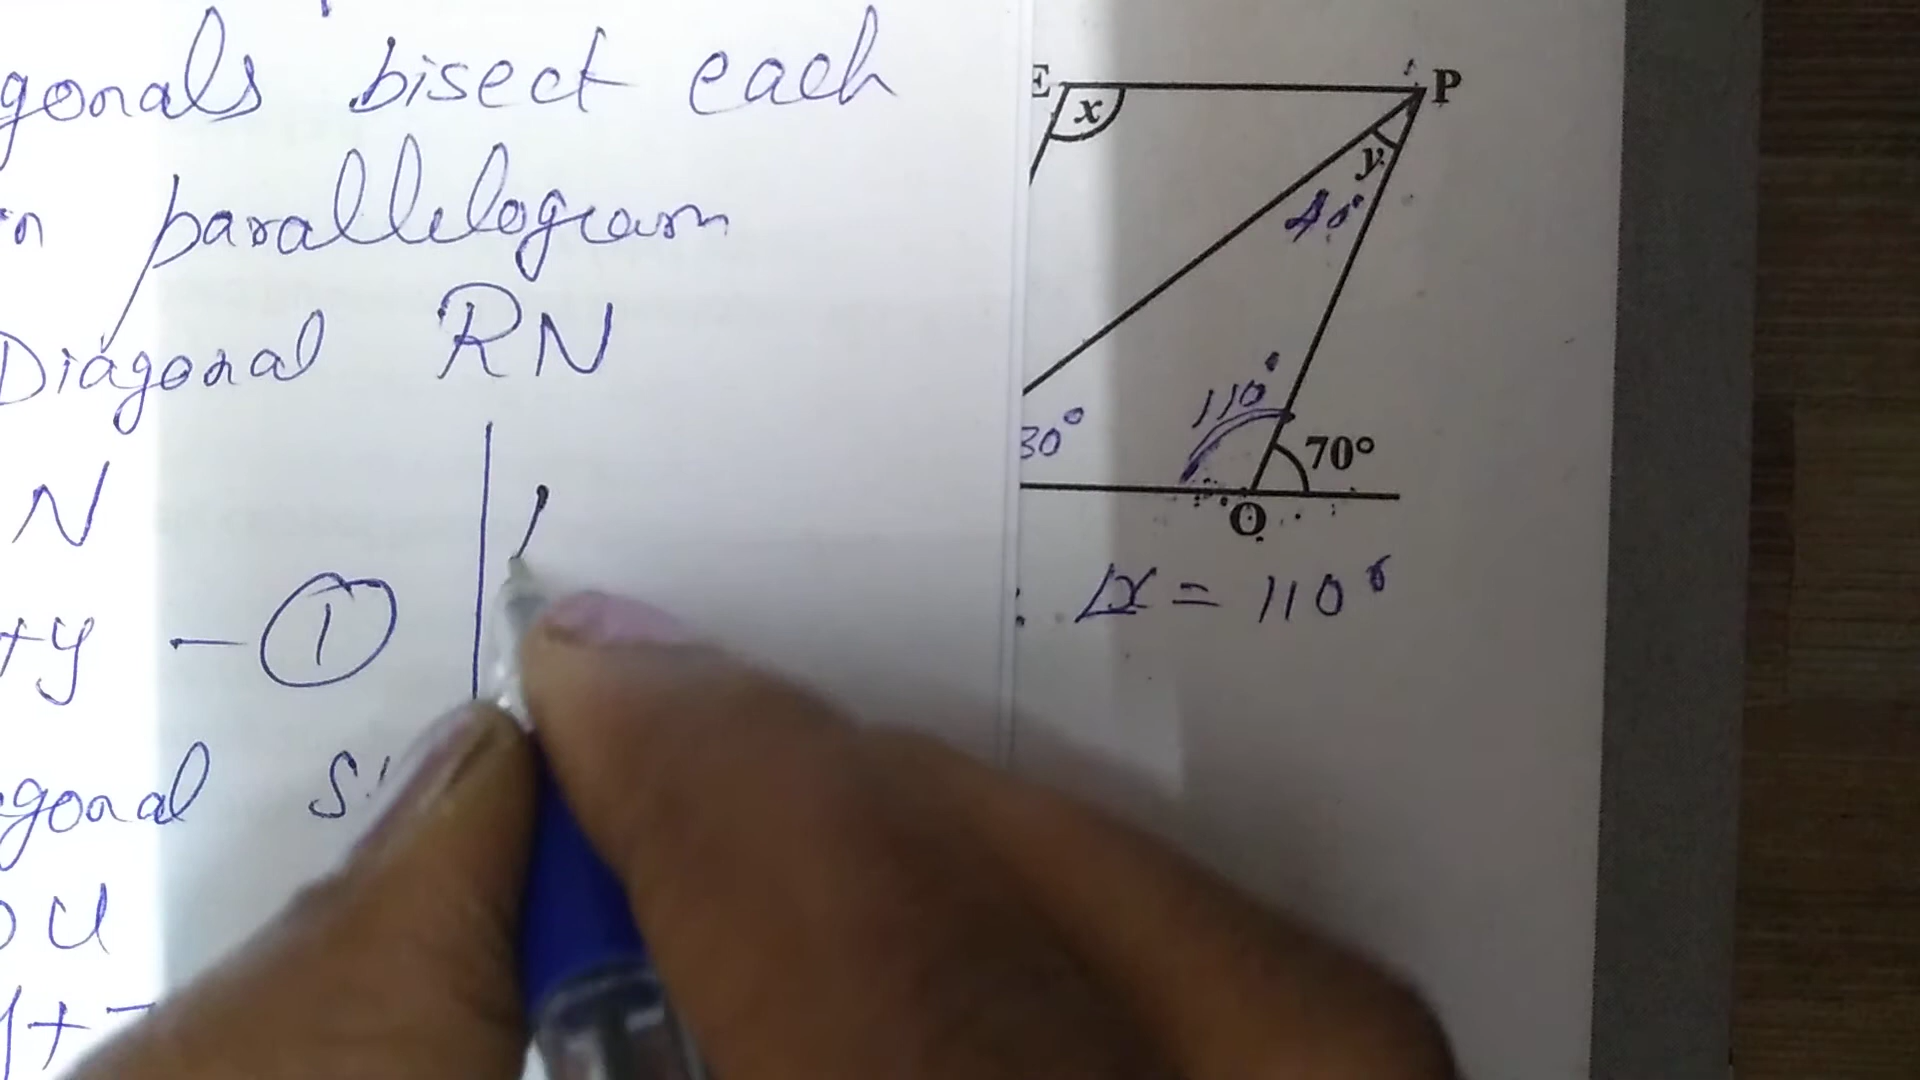 gonals bisect each
n parallelogram
Diagonal RN
N
+y - ①
gonal
OU
y+
E
P
x
y
40°
110°
30°
70°
O
∠x = 110°